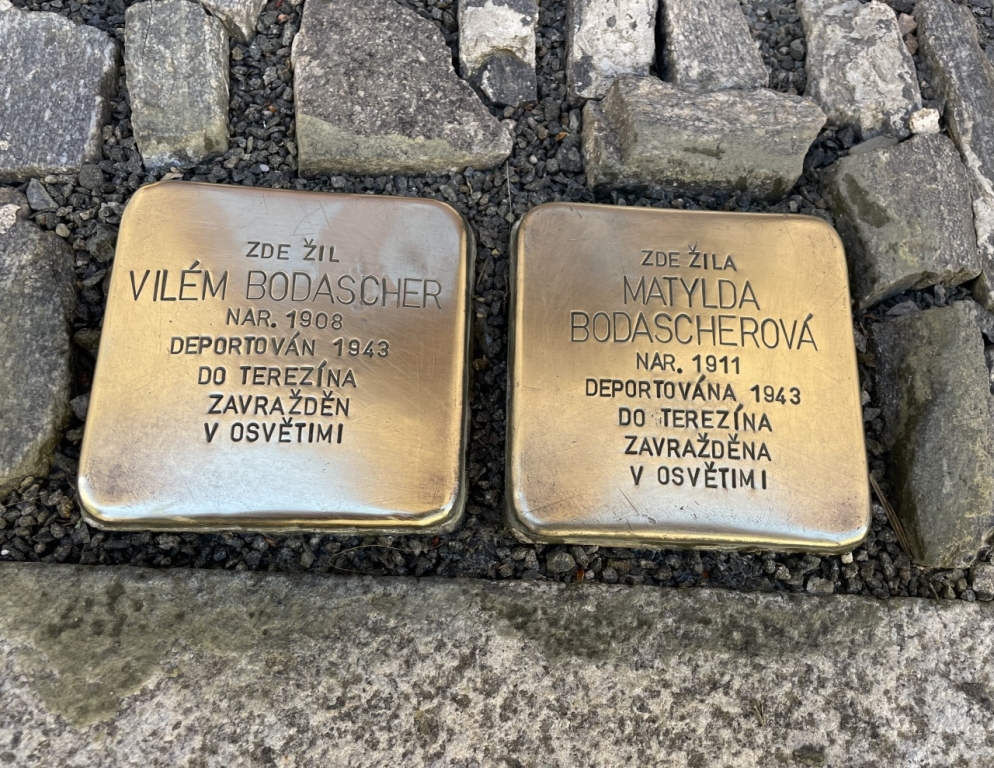 ZDE ŽIL
VILÉM BODASCHER
NAR. 1908
DEPORTOVÁN 1943
DO TEREZÍNA
ZAVRAŽDĚN
V OSVĚTIMI
ZDE ŽILA
MATYLDA
BODASCHEROVÁ
NAR. 1911
DEPORTOVÁNA 1943
DO TEREZÍNA
ZAVRAŽDĚNA
V OSVĚTIMI